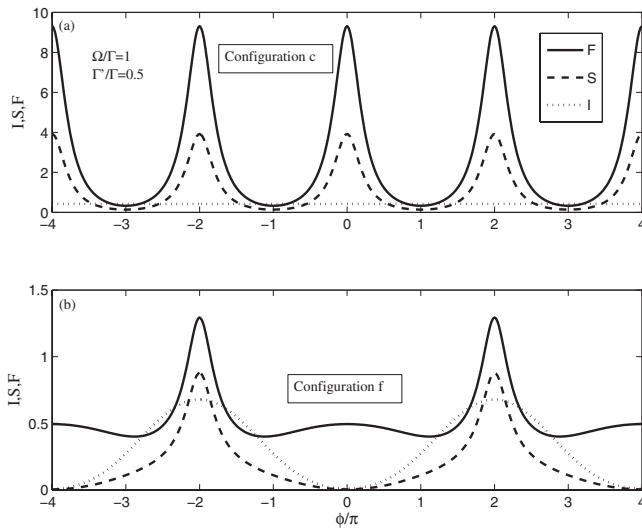 (a)
Ω/Γ=1
Γ'/Γ=0.5
Configuration c
F
S
I
I,S,F
10
8
6
4
2
0
-4 -3 -2 -1 0 1 2 3 4
(b)
Configuration f
I,S,F
1.5
1
0.5
0
-4 -3 -2 -1 0 1 2 3 4
ϕ/π